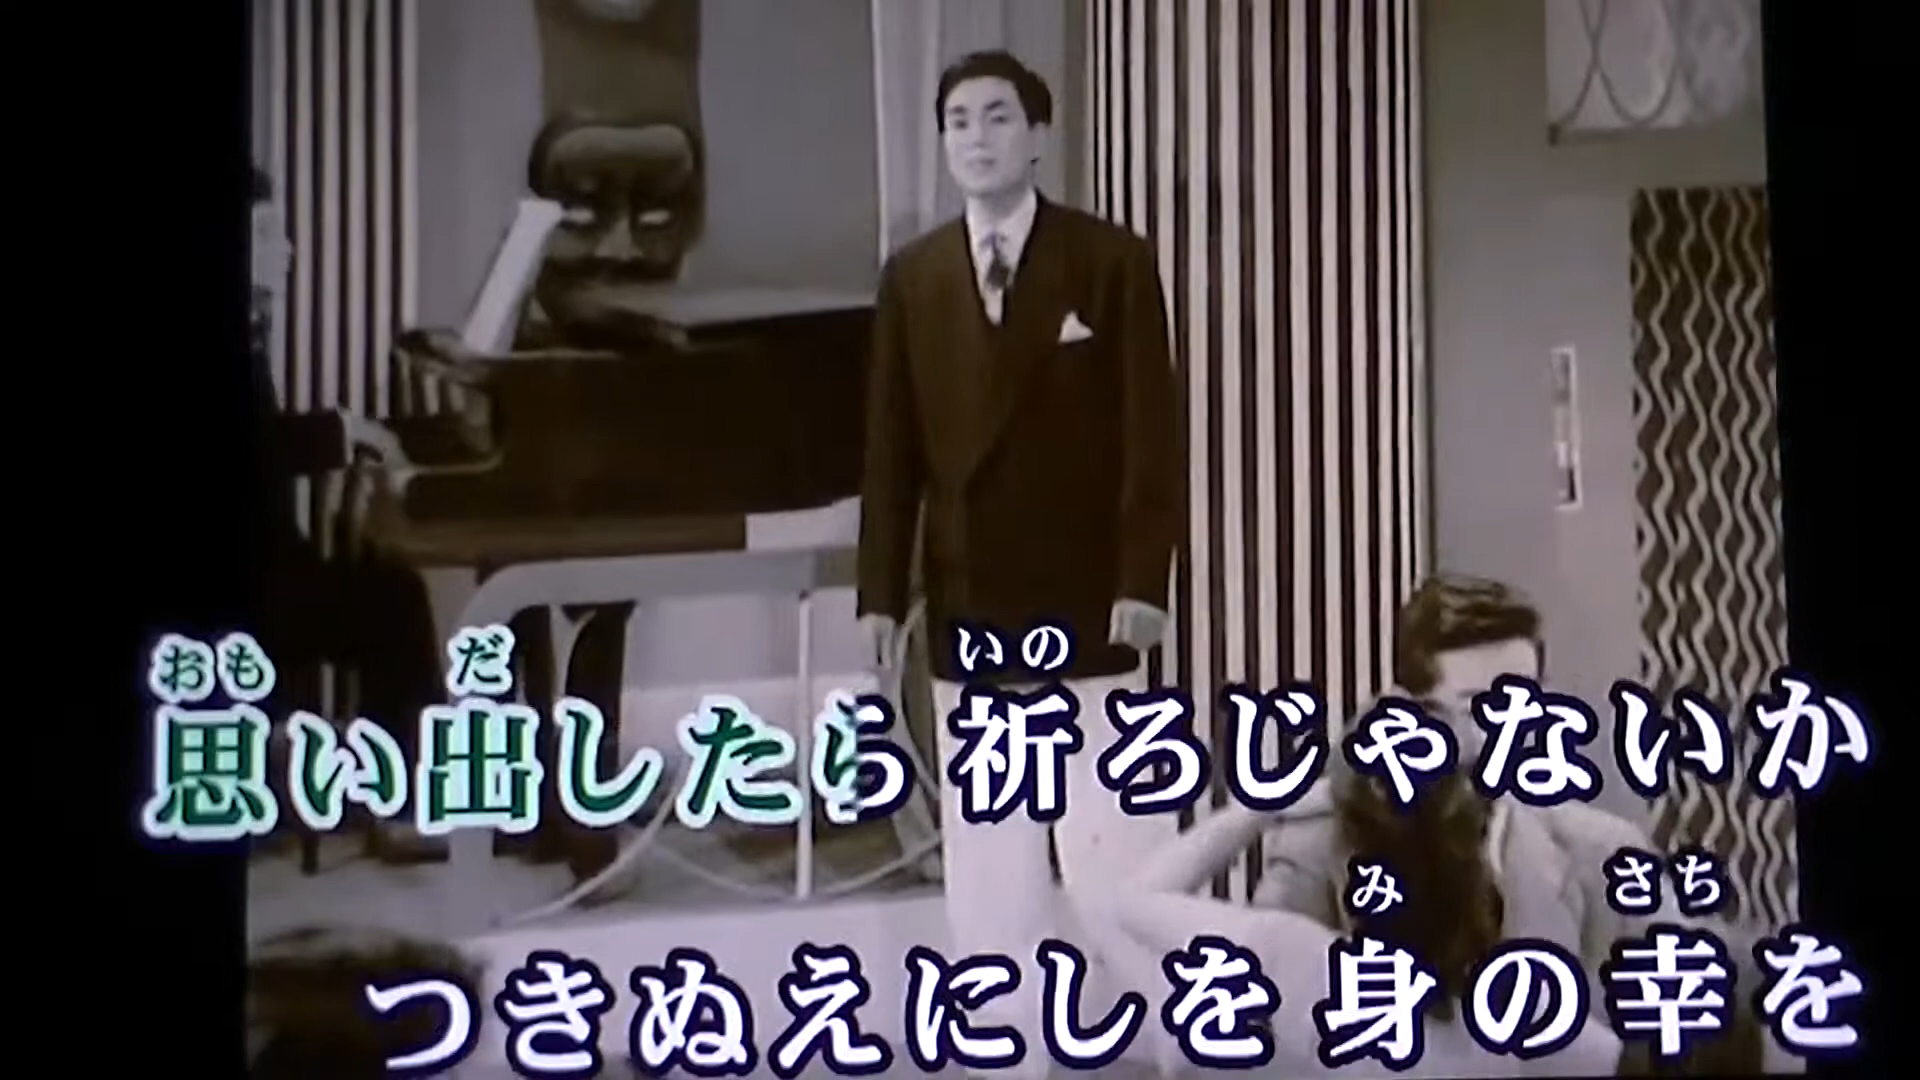 おも だ いの
思い出したら祈ろじゃないか
み さち
つきぬえにしを身の幸を